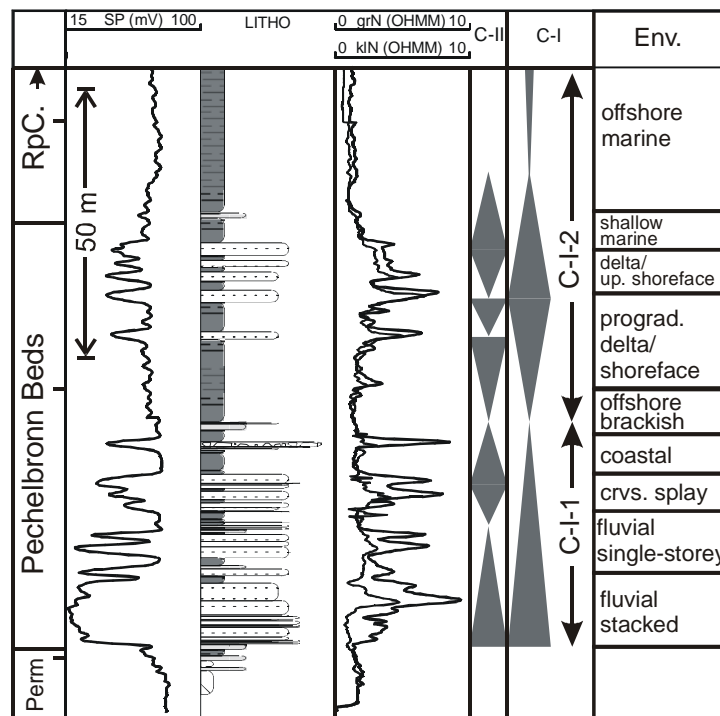 15 SP (mV) 100
LITHO
0 grN (OHMM) 10
0 klN (OHMM) 10
C-II
C-I
Env.
RpC.
Pechelbronn Beds
Perm
50 m
C-I-2
C-I-1
offshore
marine
shallow
marine
delta/
up. shoreface
prograd.
delta/
shoreface
offshore
brackish
coastal
crvs. splay
fluvial
single-storey
fluvial
stacked